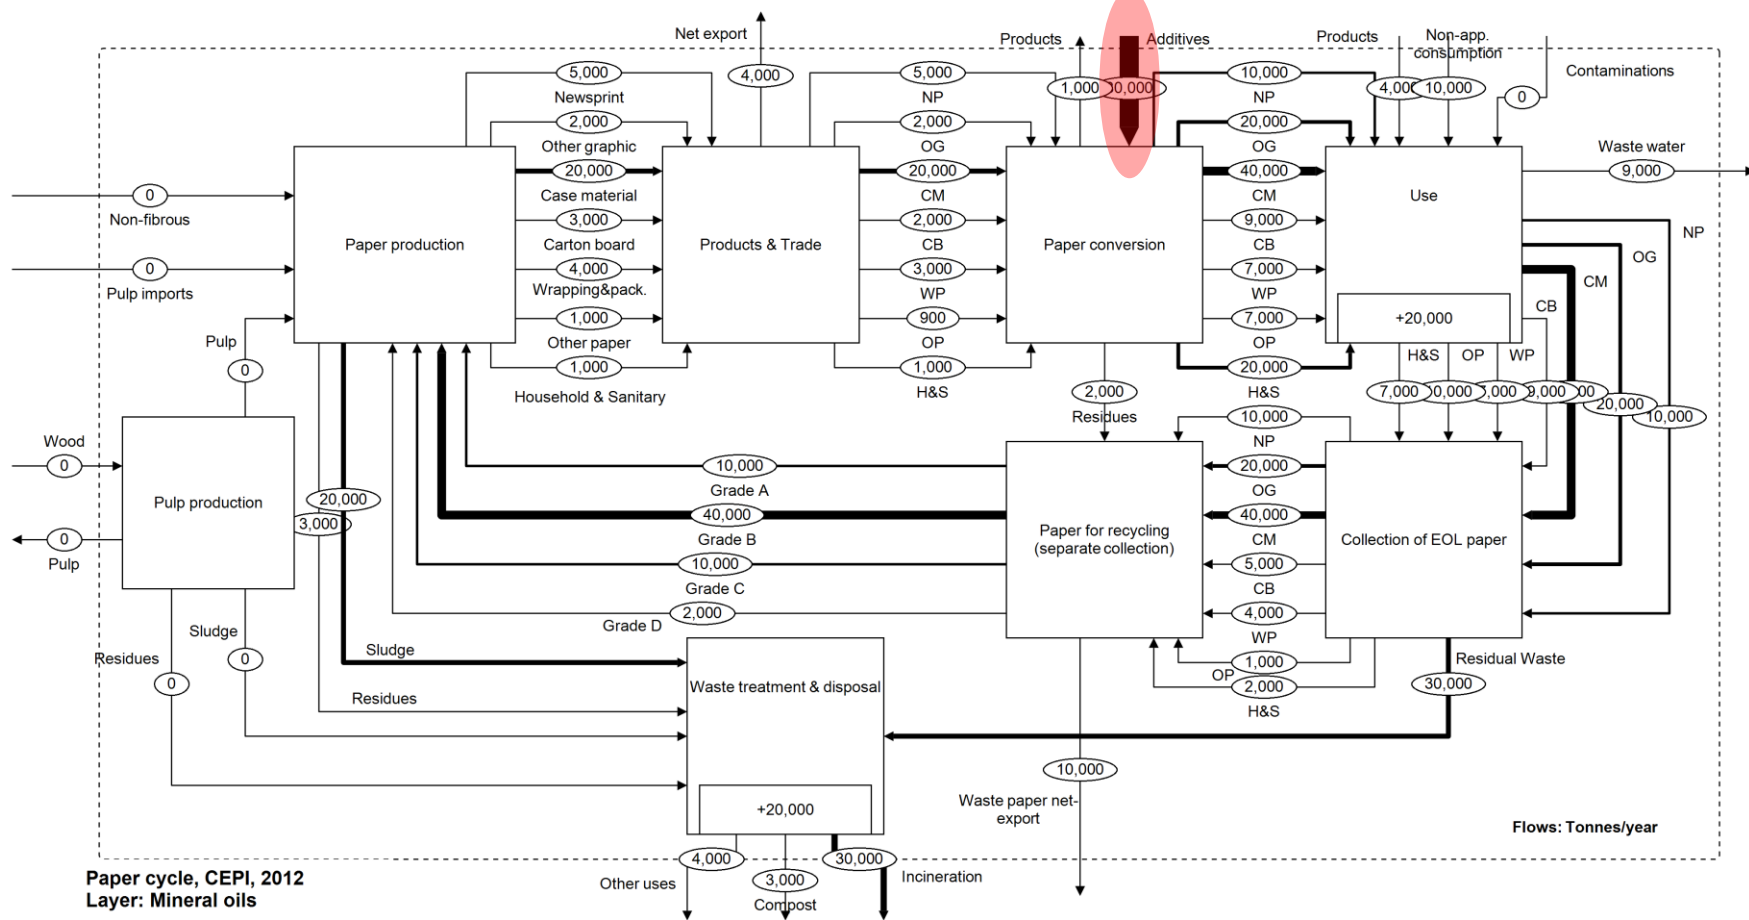 Net export
4,000
Products
1,000
Additives
Products
4,000
Non-app.
consumption
10,000
Contaminations
0
5,000
Newsprint
2,000
Other graphic
20,000
Case material
3,000
Carton board
4,000
Wrapping&pack.
1,000
Other paper
1,000
Household & Sanitary
5,000
NP
2,000
OG
20,000
CM
2,000
CB
3,000
WP
900
OP
1,000
H&S
10,000
NP
20,000
OG
40,000
CM
9,000
CB
7,000
WP
7,000
OP
20,000
H&S
Waste water
9,000
0
Non-fibrous
0
Pulp imports
Paper production
Products & Trade
Paper conversion
Use
+20,000
NP
OG
CM
CB
H&S
OP
WP
7,000
9,000
20,000
10,000
Pulp
0
2,000
Residues
Wood
0
0
Pulp
Pulp production
20,000
3,000
10,000
Grade A
40,000
Grade B
10,000
Grade C
2,000
Grade D
Paper for recycling
(separate collection)
10,000
NP
20,000
OG
40,000
CM
5,000
CB
4,000
WP
1,000
OP
2,000
H&S
Collection of EOL paper
Residual Waste
30,000
Sludge
0
Residues
0
Sludge
Residues
Waste treatment & disposal
+20,000
10,000
Waste paper net-
export
4,000
Other uses
3,000
Compost
30,000
Incineration
Flows: Tonnes/year
Paper cycle, CEPI, 2012
Layer: Mineral oils